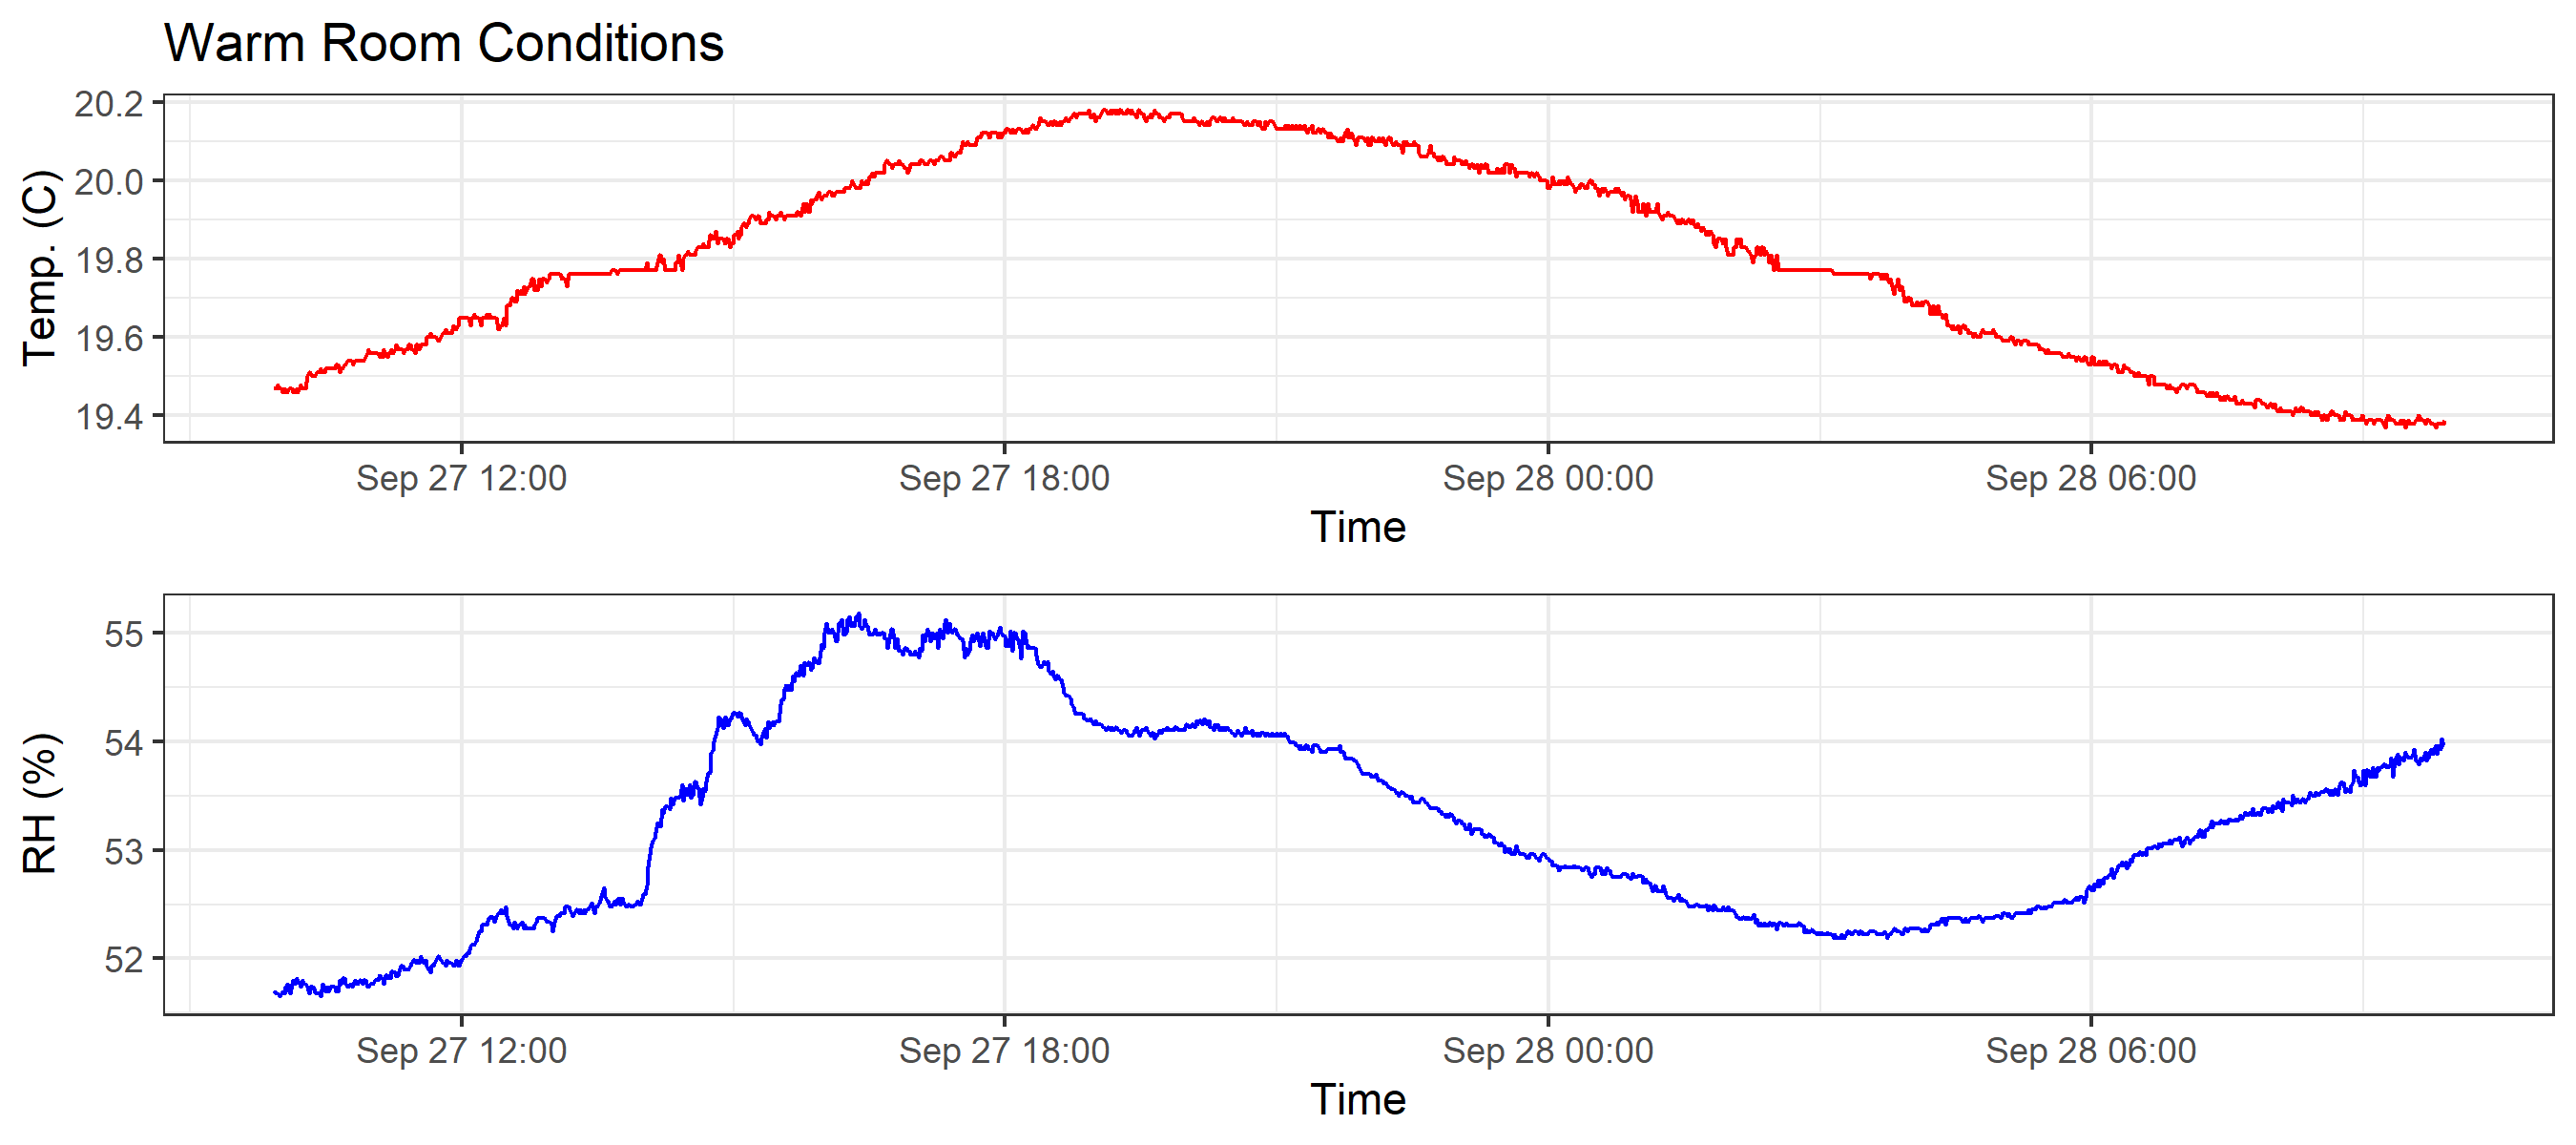 Warm Room Conditions
Temp. (C)
20.2
20.0
19.8
19.6
19.4
Sep 27 12:00 Sep 27 18:00 Sep 28 00:00 Sep 28 06:00
Time
RH (%)
55
54
53
52
Sep 27 12:00 Sep 27 18:00 Sep 28 00:00 Sep 28 06:00
Time